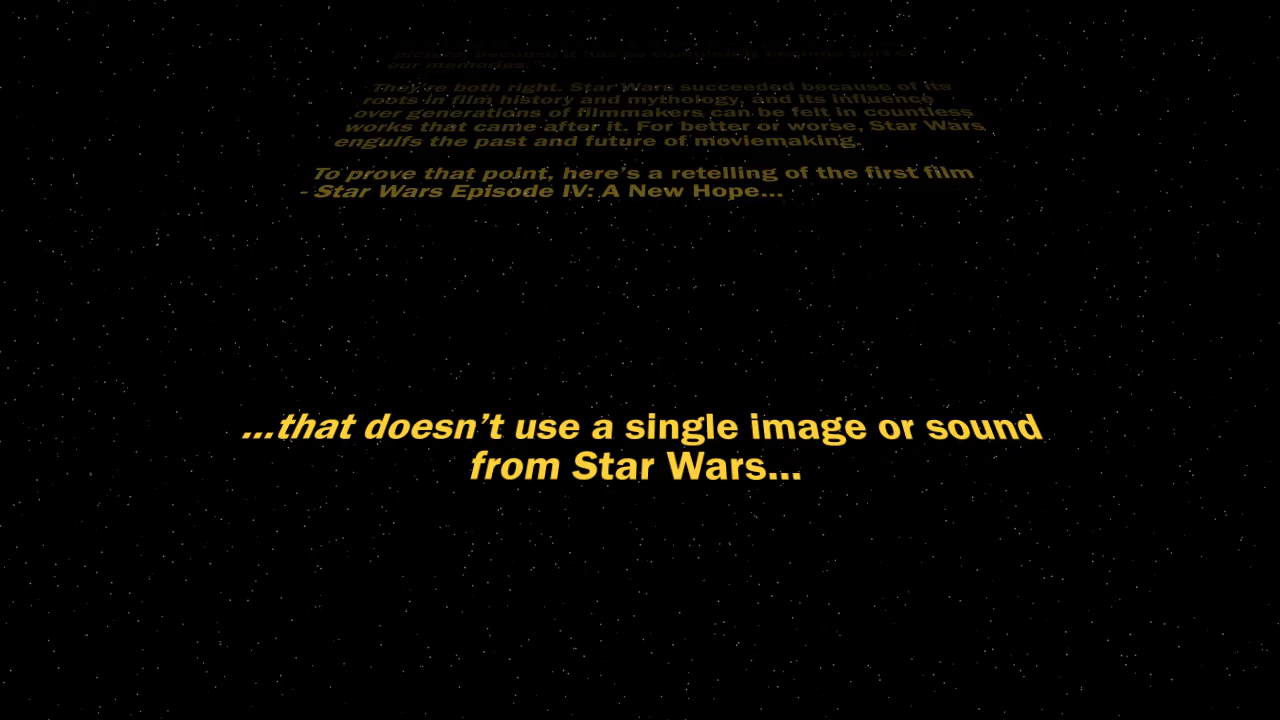 our memories."
They're both right. Star Wars succeeded because of its
roots in film history and mythology, and its influence
over generations of filmmakers can be felt in countless
works that came after it. For better or worse, Star Wars
engulfs the past and future of moviemaking.
To prove that point, here's a retelling of the first film
- Star Wars Episode IV: A New Hope...
...that doesn't use a single image or sound
from Star Wars...